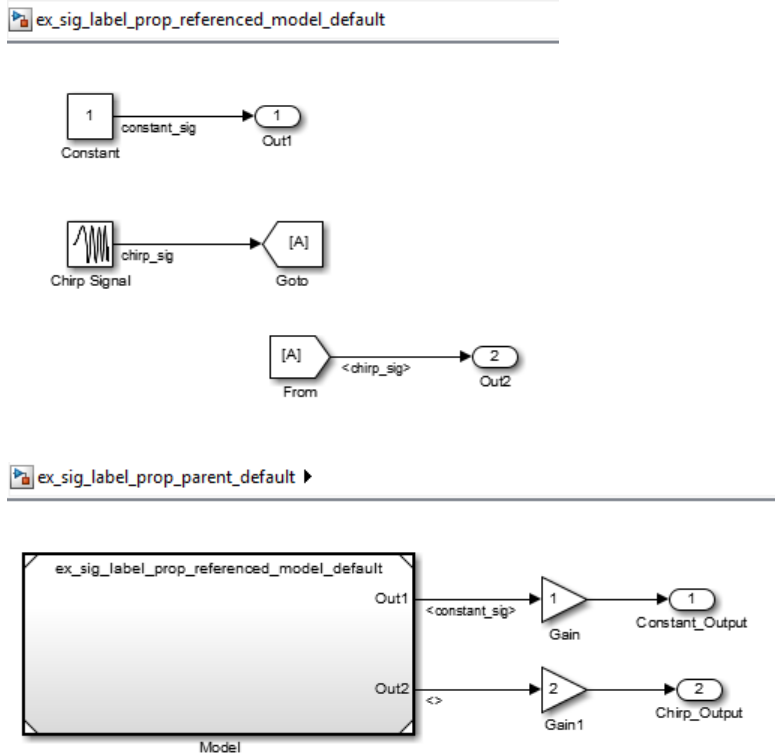 ex_sig_label_prop_referenced_model_default
1
constant_sig
Constant
1
Out1
chirp_sig
Chirp Signal
[A]
Goto
[A]
From
<chirp_sig>
2
Out2
ex_sig_label_prop_parent_default
ex_sig_label_prop_referenced_model_default
Out1
<constant_sig>
1
Gain
1
Constant_Output
Out2
<>
2
Gain1
2
Chirp_Output
Model